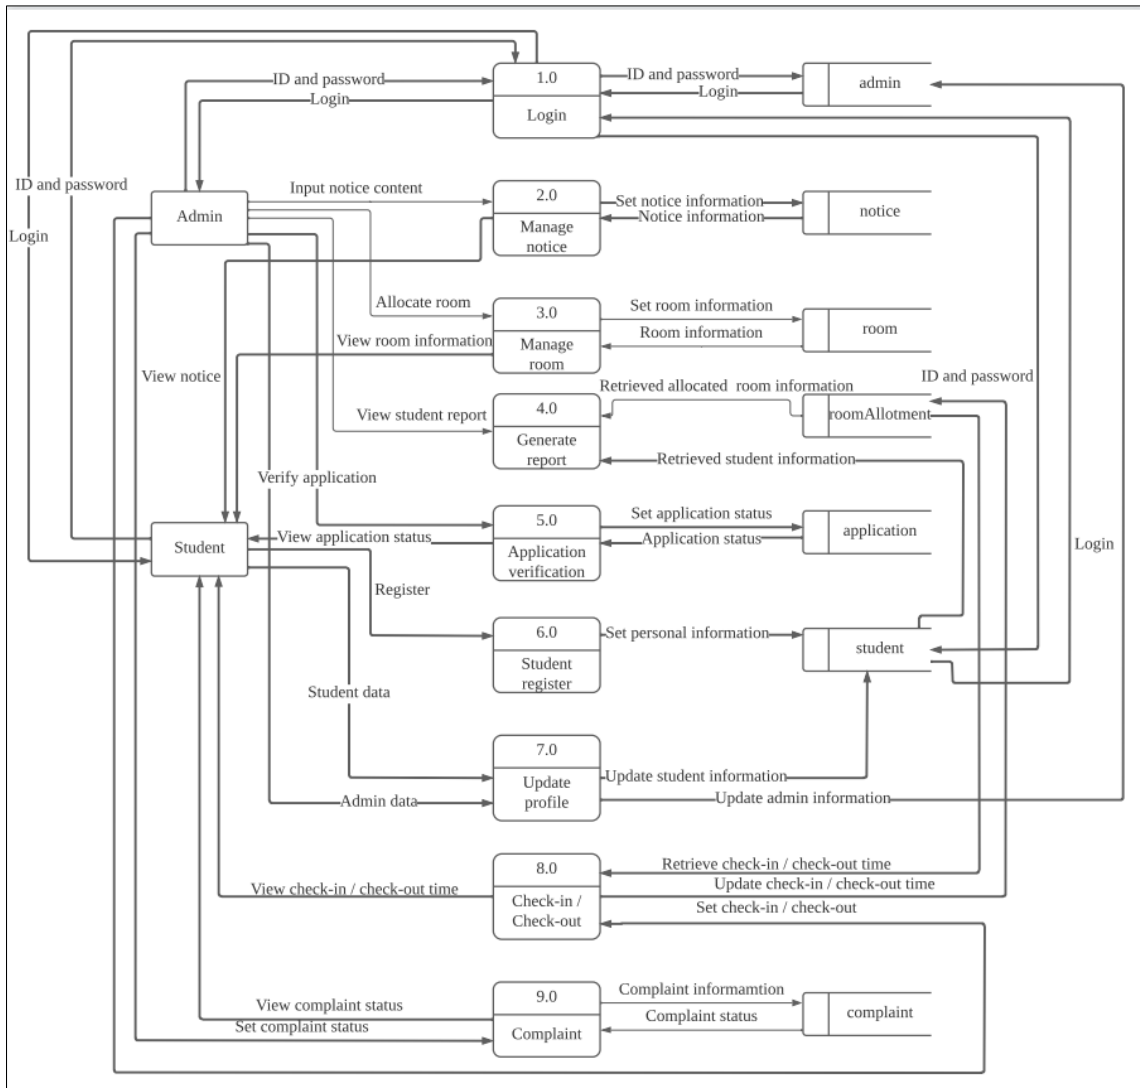 1.0
Login
ID and password
Login
ID and password
Login
admin
ID and password
Login
Admin
Input notice content
2.0
Manage
notice
Set notice information
Notice information
notice
Allocate room
3.0
Manage
room
Set room information
Room information
room
View room information
View notice
ID and password
4.0
Generate
report
Retrieved allocated room information
roomAllotment
View student report
Retrieved student information
Verify application
5.0
Application
verification
Set application status
Application status
application
View application status
Student
Login
Register
6.0
Student
register
Set personal information
student
Student data
7.0
Update
profile
Update student information
Update admin information
Admin data
8.0
Check-in /
Check-out
Retrieve check-in / check-out time
Update check-in / check-out time
Set check-in / check-out
View check-in / check-out time
9.0
Complaint
Complaint informamtion
Complaint status
complaint
View complaint status
Set complaint status